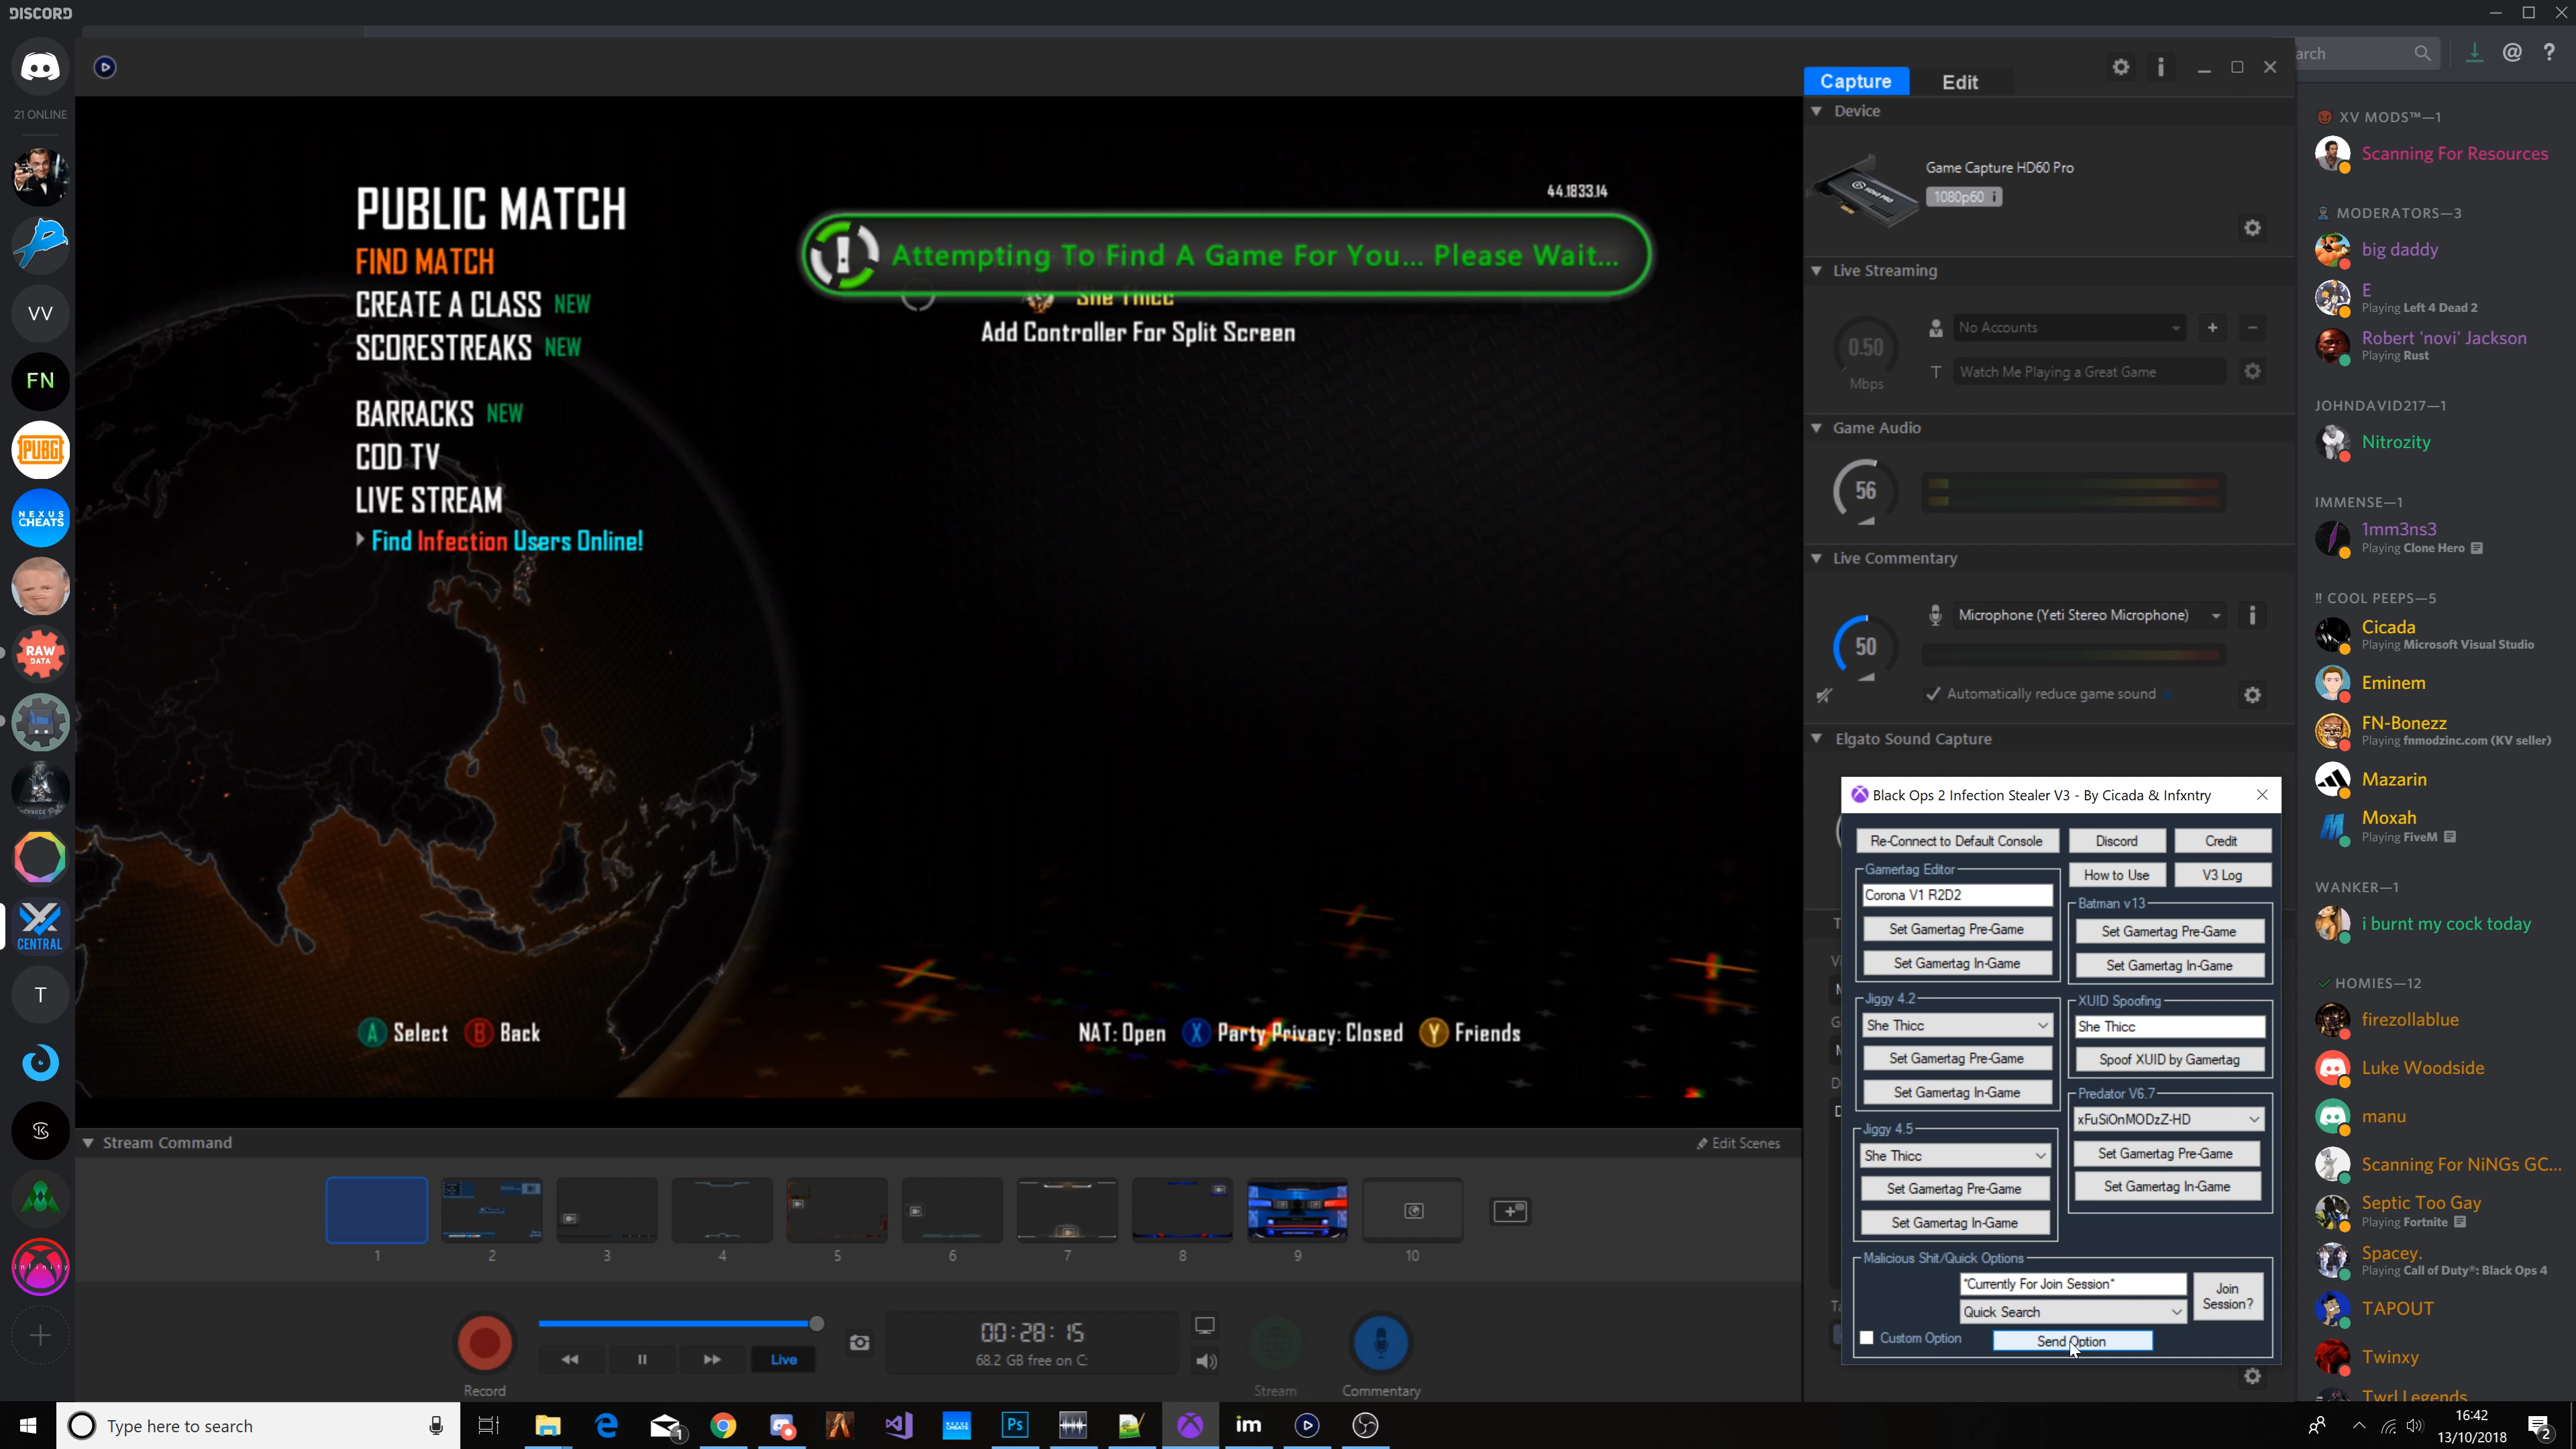 DISCORD
21 ONLINE
VV
FN
PUBG
NEXUS
CHEATS
RAW
DATA
CENTRAL
T
Infinity
PUBLIC MATCH
FIND MATCH
CREATE A CLASS NEW
SCORESTREAKS NEW
BARRACKS NEW
COD TV
LIVE STREAM
Find Infection Users Online!
44.1833.14
Attempting To Find A Game For You... Please Wait...
She Thicc
Add Controller For Split Screen
A Select B Back
NAT: Open X Party Privacy: Closed Y Friends
Stream Command
Edit Scenes
1 2 3 4 5 6 7 8 9 10
Record
Live
00:28:15
68.2 GB free on C:
Stream
Commentary
Capture Edit
Device
Game Capture HD60 Pro
1080p60 i
Live Streaming
0.50
Mbps
No Accounts
T Watch Me Playing a Great Game
Game Audio
56
Live Commentary
50
Microphone (Yeti Stereo Microphone)
Automatically reduce game sound
Elgato Sound Capture
Black Ops 2 Infection Stealer V3 - By Cicada & Infxntry
Re-Connect to Default Console
Discord
Credit
How to Use
V3 Log
Gamertag Editor
Corona V1 R2D2
Set Gamertag Pre-Game
Set Gamertag In-Game
Batman v13
Set Gamertag Pre-Game
Set Gamertag In-Game
Jiggy 4.2
She Thicc
Set Gamertag Pre-Game
Set Gamertag In-Game
XUID Spoofing
She Thicc
Spoof XUID by Gamertag
Jiggy 4.5
She Thicc
Set Gamertag Pre-Game
Set Gamertag In-Game
Predator V6.7
xFuSiOnMODzZ-HD
Set Gamertag Pre-Game
Set Gamertag In-Game
Malicious Shit/Quick Options
"Currently For Join Session"
Quick Search
Join
Session?
Custom Option
Send Option
arch
XV MODS™—1
Scanning For Resources
MODERATORS—3
big daddy
E
Playing Left 4 Dead 2
Robert 'novi' Jackson
Playing Rust
JOHNDAVID217—1
Nitrozity
IMMENSE—1
1mm3ns3
Playing Clone Hero
!! COOL PEEPS—5
Cicada
Playing Microsoft Visual Studio
Eminem
FN-Bonezz
Playing fnmodzinc.com (KV seller)
Mazarin
Moxah
Playing FiveM
WANKER—1
i burnt my cock today
HOMIES—12
firezollablue
Luke Woodside
manu
Scanning For NiNGs GC...
Septic Too Gay
Playing Fortnite
Spacey.
Playing Call of Duty®: Black Ops 4
TAPOUT
Twinxy
Twrl Legends
Type here to search
1
Ps
im
16:42
13/10/2018
2